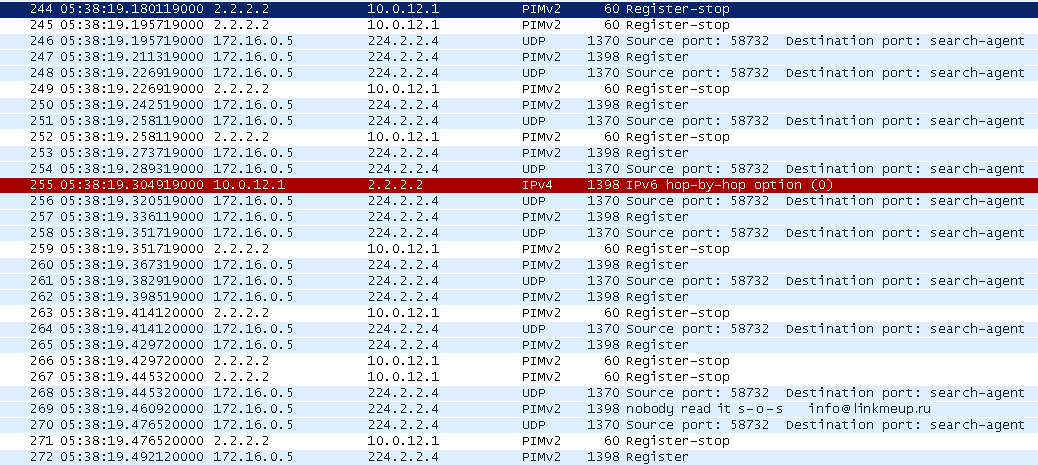 244 05:38:19.180119000 2.2.2.2 10.0.12.1 PIMv2 60 Register-stop
245 05:38:19.195719000 2.2.2.2 10.0.12.1 PIMv2 60 Register-stop
246 05:38:19.195719000 172.16.0.5 224.2.2.4 UDP 1370 Source port: 58732 Destination port: search-agent
247 05:38:19.211319000 172.16.0.5 224.2.2.4 PIMv2 1398 Register
248 05:38:19.226919000 172.16.0.5 224.2.2.4 UDP 1370 Source port: 58732 Destination port: search-agent
249 05:38:19.226919000 2.2.2.2 10.0.12.1 PIMv2 60 Register-stop
250 05:38:19.242519000 172.16.0.5 224.2.2.4 PIMv2 1398 Register
251 05:38:19.258119000 172.16.0.5 224.2.2.4 UDP 1370 Source port: 58732 Destination port: search-agent
252 05:38:19.258119000 2.2.2.2 10.0.12.1 PIMv2 60 Register-stop
253 05:38:19.273719000 172.16.0.5 224.2.2.4 PIMv2 1398 Register
254 05:38:19.289319000 172.16.0.5 224.2.2.4 UDP 1370 Source port: 58732 Destination port: search-agent
255 05:38:19.304919000 10.0.12.1 2.2.2.2 IPv4 1398 IPv6 hop-by-hop option (0)
256 05:38:19.320519000 172.16.0.5 224.2.2.4 UDP 1370 Source port: 58732 Destination port: search-agent
257 05:38:19.336119000 172.16.0.5 224.2.2.4 PIMv2 1398 Register
258 05:38:19.351719000 172.16.0.5 224.2.2.4 UDP 1370 Source port: 58732 Destination port: search-agent
259 05:38:19.351719000 2.2.2.2 10.0.12.1 PIMv2 60 Register-stop
260 05:38:19.367319000 172.16.0.5 224.2.2.4 PIMv2 1398 Register
261 05:38:19.382919000 172.16.0.5 224.2.2.4 UDP 1370 Source port: 58732 Destination port: search-agent
262 05:38:19.398519000 172.16.0.5 224.2.2.4 PIMv2 1398 Register
263 05:38:19.414120000 2.2.2.2 10.0.12.1 PIMv2 60 Register-stop
264 05:38:19.414120000 172.16.0.5 224.2.2.4 UDP 1370 Source port: 58732 Destination port: search-agent
265 05:38:19.429720000 172.16.0.5 224.2.2.4 PIMv2 1398 Register
266 05:38:19.429720000 2.2.2.2 10.0.12.1 PIMv2 60 Register-stop
267 05:38:19.445320000 2.2.2.2 10.0.12.1 PIMv2 60 Register-stop
268 05:38:19.445320000 172.16.0.5 224.2.2.4 UDP 1370 Source port: 58732 Destination port: search-agent
269 05:38:19.460920000 172.16.0.5 224.2.2.4 PIMv2 1398 nobody read it s-o-s info@linkmeup.ru
270 05:38:19.476520000 172.16.0.5 224.2.2.4 UDP 1370 Source port: 58732 Destination port: search-agent
271 05:38:19.476520000 2.2.2.2 10.0.12.1 PIMv2 60 Register-stop
272 05:38:19.492120000 172.16.0.5 224.2.2.4 PIMv2 1398 Register